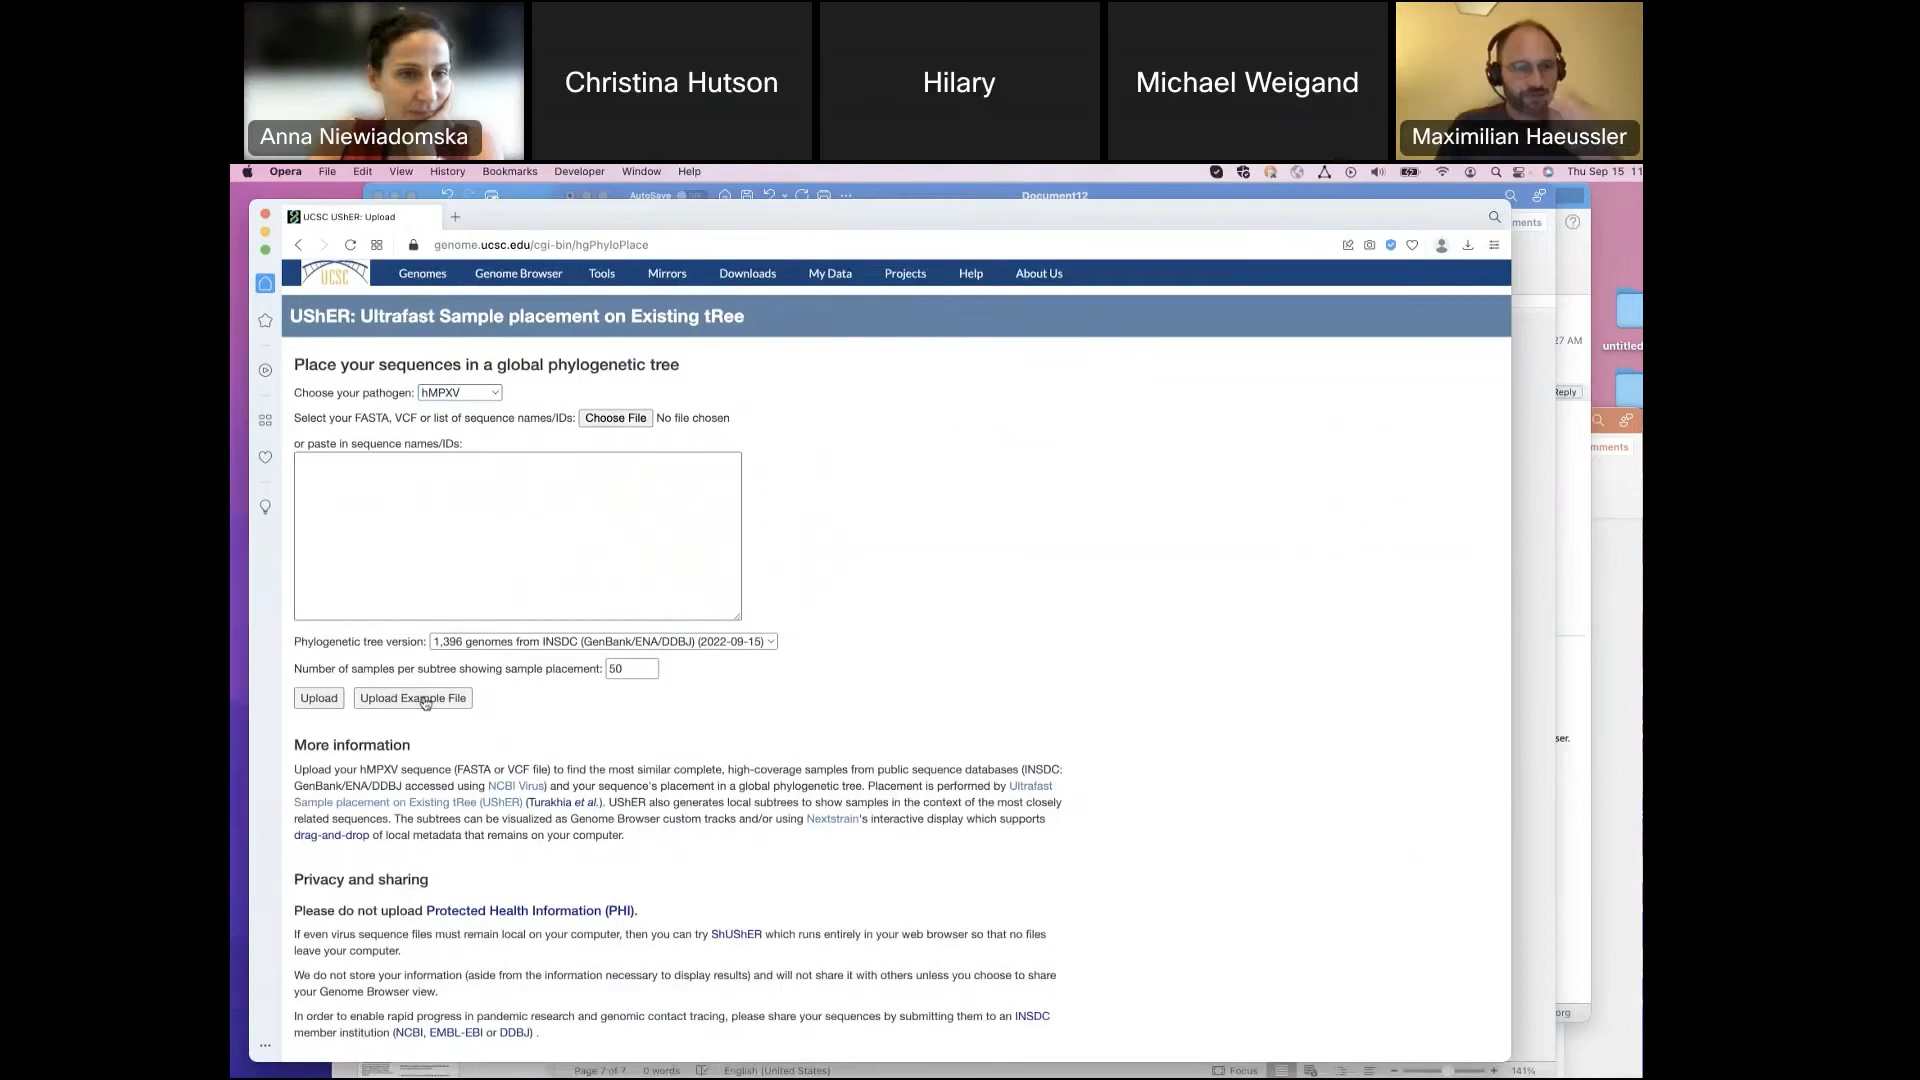 Anna Niewiadomska
Christina Hutson
Hilary
Michael Weigand
Maximilian Haeussler
Opera File Edit View History Bookmarks Developer Window Help
Thu Sep 15 11
AutoSave OFF
Document12
UCSC UShER: Upload
ments
genome.ucsc.edu/cgi-bin/hgPhyloPlace
UCSC
Genomes Genome Browser Tools Mirrors Downloads My Data Projects Help About Us
UShER: Ultrafast Sample placement on Existing tRee
27 AM
untitled
Place your sequences in a global phylogenetic tree
Choose your pathogen: hMPXV
Reply
Select your FASTA, VCF or list of sequence names/IDs: Choose File No file chosen
or paste in sequence names/IDs:
mments
Phylogenetic tree version: 1,396 genomes from INSDC (GenBank/ENA/DDBJ) (2022-09-15)
Number of samples per subtree showing sample placement: 50
Upload Upload Example File
ser.
More information
Upload your hMPXV sequence (FASTA or VCF file) to find the most similar complete, high-coverage samples from public sequence databases (INSDC:
GenBank/ENA/DDBJ accessed using NCBI Virus) and your sequence's placement in a global phylogenetic tree. Placement is performed by Ultrafast
Sample placement on Existing tRee (UShER) (Turakhia et al.). UShER also generates local subtrees to show samples in the context of the most closely
related sequences. The subtrees can be visualized as Genome Browser custom tracks and/or using Nextstrain's interactive display which supports
drag-and-drop of local metadata that remains on your computer.
Privacy and sharing
Please do not upload Protected Health Information (PHI).
If even virus sequence files must remain local on your computer, then you can try ShUShER which runs entirely in your web browser so that no files
leave your computer.
We do not store your information (aside from the information necessary to display results) and will not share it with others unless you choose to share
your Genome Browser view.
In order to enable rapid progress in pandemic research and genomic contact tracing, please share your sequences by submitting them to an INSDC
member institution (NCBI, EMBL-EBI or DDBJ) .
org
Page 7 of 7 0 words English (United States) Focus 141%